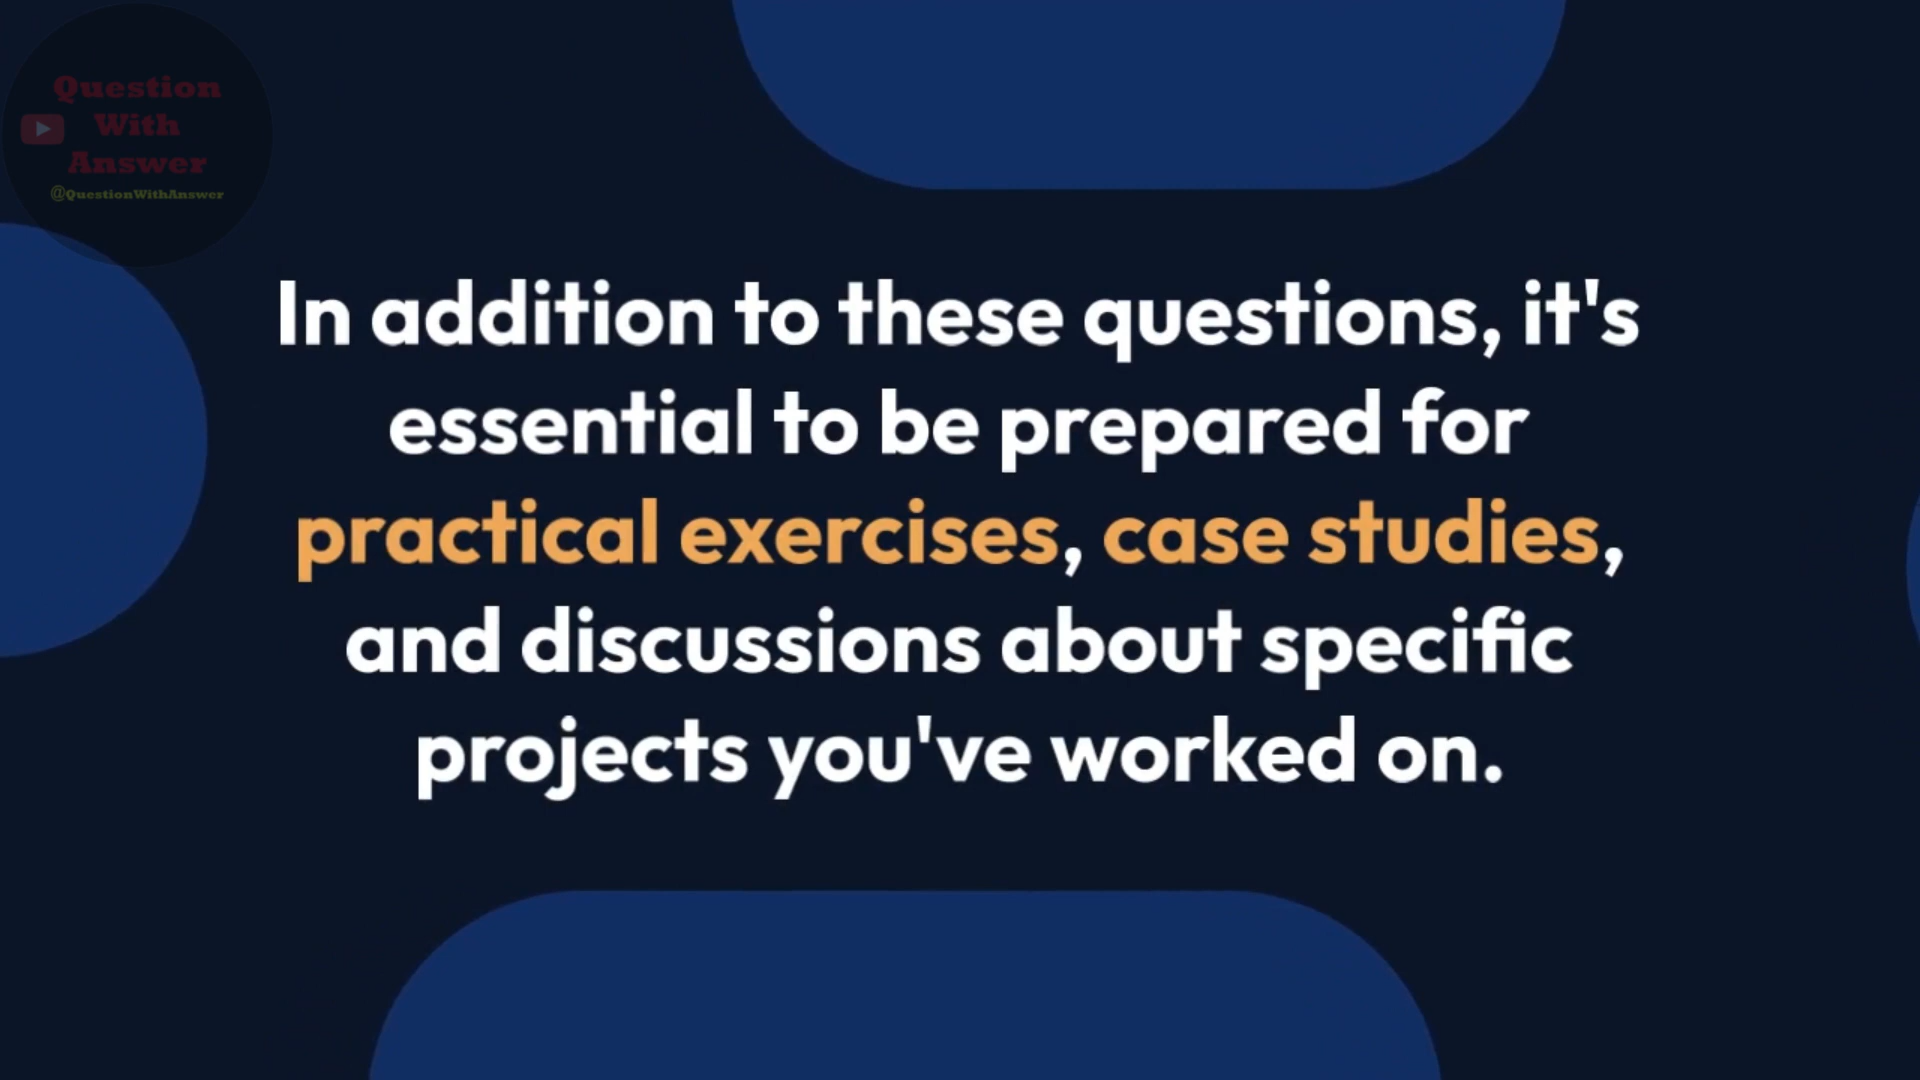 Question
With
Answer
@QuestionWithAnswer
In addition to these questions, it's
essential to be prepared for
practical exercises, case studies,
and discussions about specific
projects you've worked on.